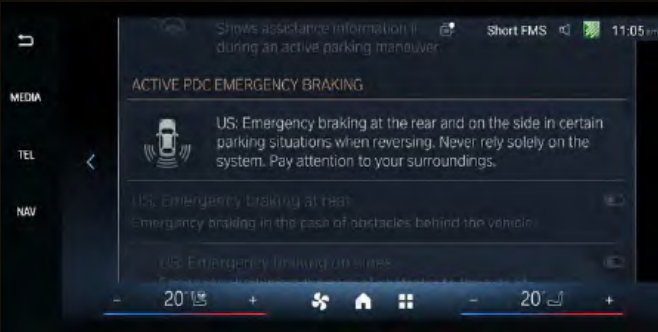 Shows assistance information i
during an active parking maneuver.
Short FMS
11:05
ACTIVE PDC EMERGENCY BRAKING
MEDIA
US: Emergency braking at the rear and on the side in certain
parking situations when reversing. Never rely solely on the
system. Pay attention to your surroundings.
TEL
US: Emergency braking at rear
NAV
Emergency braking in the case of obstacles behind the vehicle.
US: Emergency braking on sides
- 20° +
- 20° +